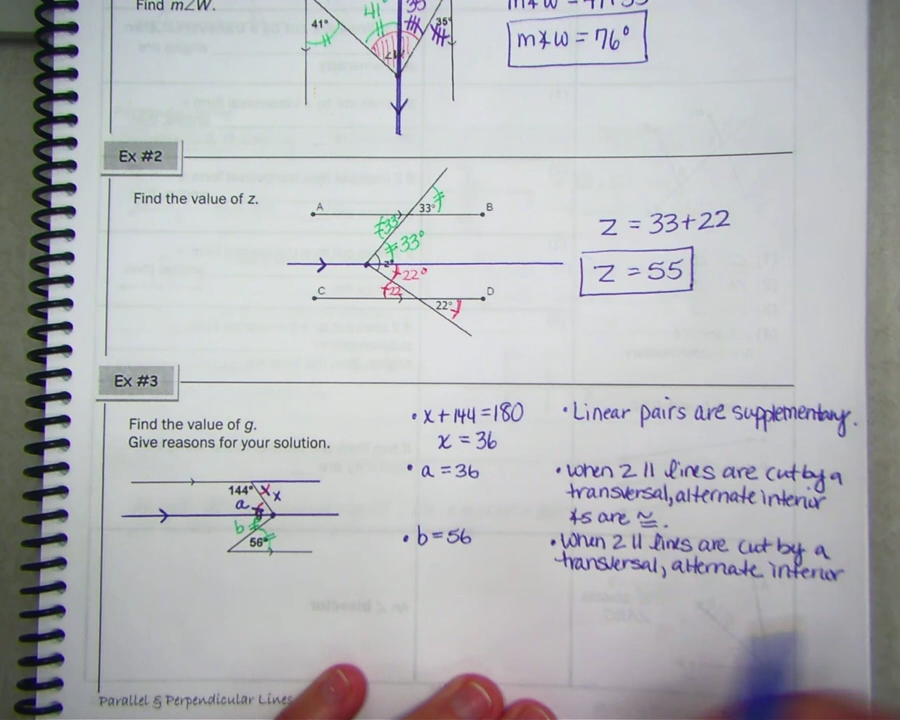 Find m∠W.
41°
41°
35°
m∡w = 76°
Ex #2
Find the value of z.
A
B
33°
33
33°
z°
22°
22
C
D
22°
z = 33+22
z = 55
Ex #3
Find the value of g.
Give reasons for your solution.
144°
x
a
b
56°
• x + 144 = 180
x = 36
• Linear pairs are supplementary.
• a = 36
• when 2 || lines are cut by a
transversal, alternate interior
∡s are ≅.
• b = 56
• when 2 || lines are cut by a
transversal, alternate interior
Parallel & Perpendicular Lines